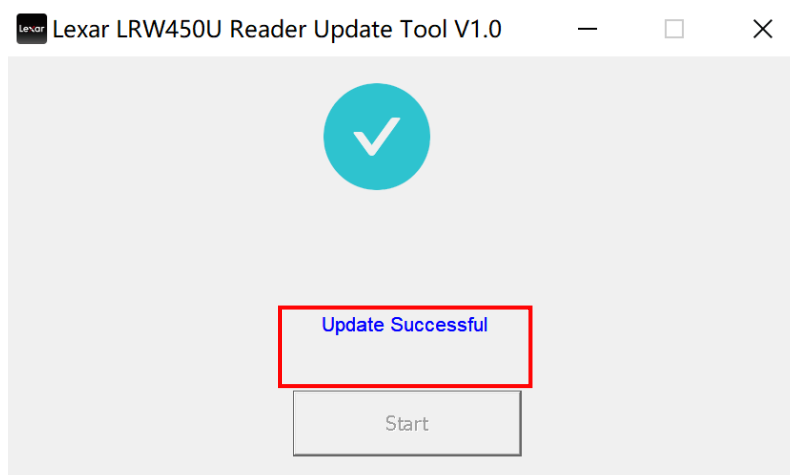 Lexar Lexar LRW450U Reader Update Tool V1.0
Update Successful
Start